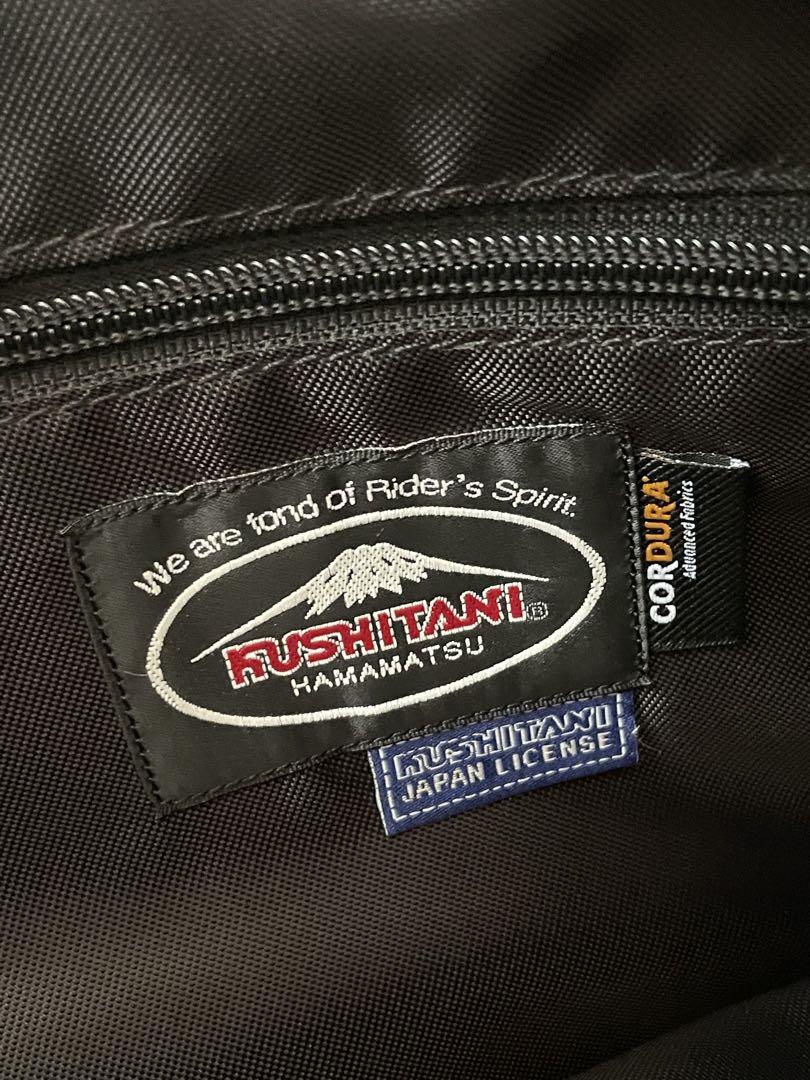 We are fond of Rider's Spirit.
KUSHITANI®
HAMAMATSU
CORDURA®
Advanced Fabrics
KUSHITANI
JAPAN LICENSE